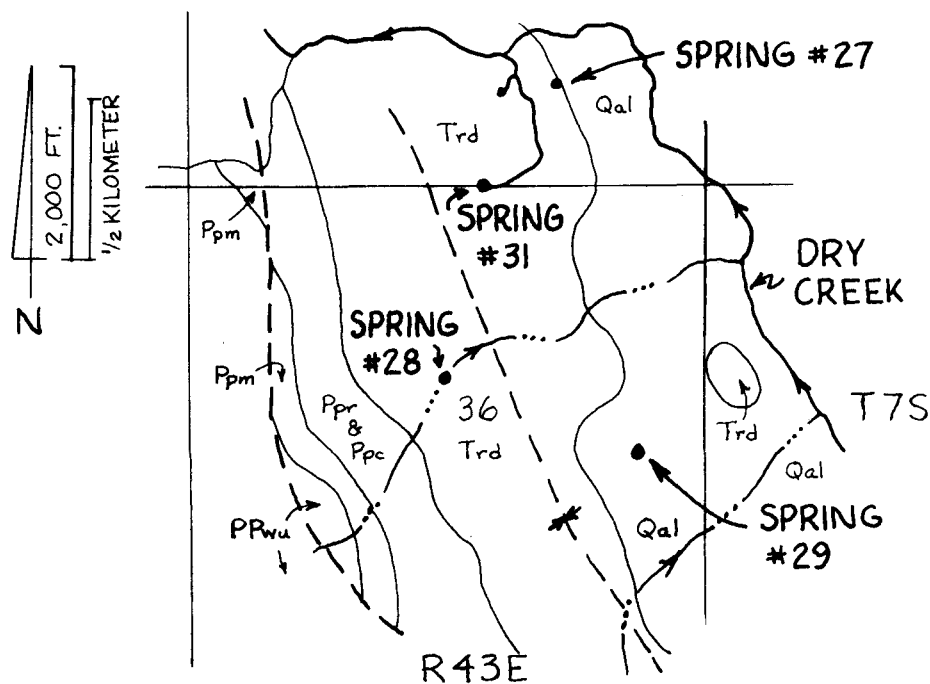 SPRING #27
Qal
Trd
2,000 FT.
1/2 KILOMETER
N
Ppm
SPRING
#31
DRY
CREEK
SPRING
#28
Ppm
Ppr
&
Ppc
36
Trd
Trd
T7S
Qal
PPwu
Qal
SPRING
#29
R43E